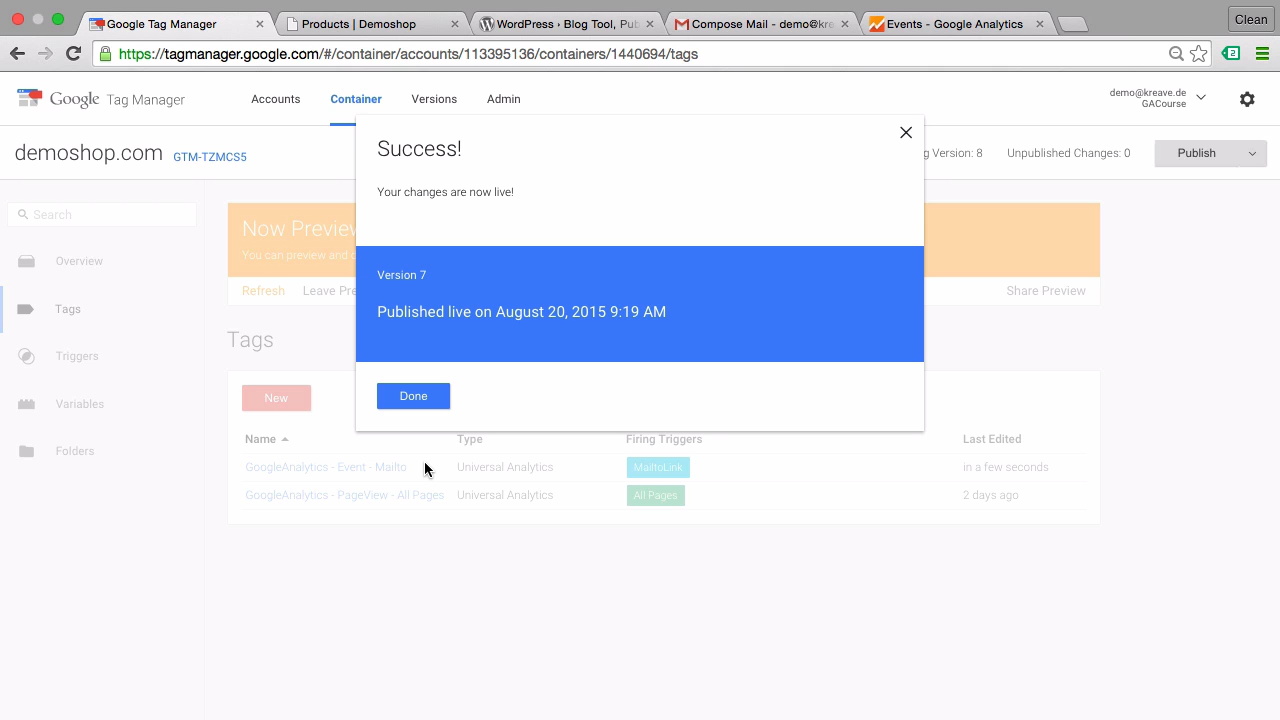 Google Tag Manager
Products | Demoshop
WordPress › Blog Tool, Pub
Compose Mail - demo@kre
Events - Google Analytics
Clean
https://tagmanager.google.com/#/container/accounts/113395136/containers/1440694/tags
2
Google Tag Manager
Accounts
Container
Versions
Admin
demo@kreave.de
GACourse
demoshop.com GTM-TZMCS5
g Version: 8
Unpublished Changes: 0
Publish
Success!
Your changes are now live!
Version 7
Published live on August 20, 2015 9:19 AM
Done
Search
Overview
Tags
Triggers
Variables
Folders
Now Preview
You can preview and d
Refresh
Leave Pre
Share Preview
Tags
New
Name Type Firing Triggers Last Edited
GoogleAnalytics - Event - Mailto Universal Analytics MailtoLink in a few seconds
GoogleAnalytics - PageView - All Pages Universal Analytics All Pages 2 days ago